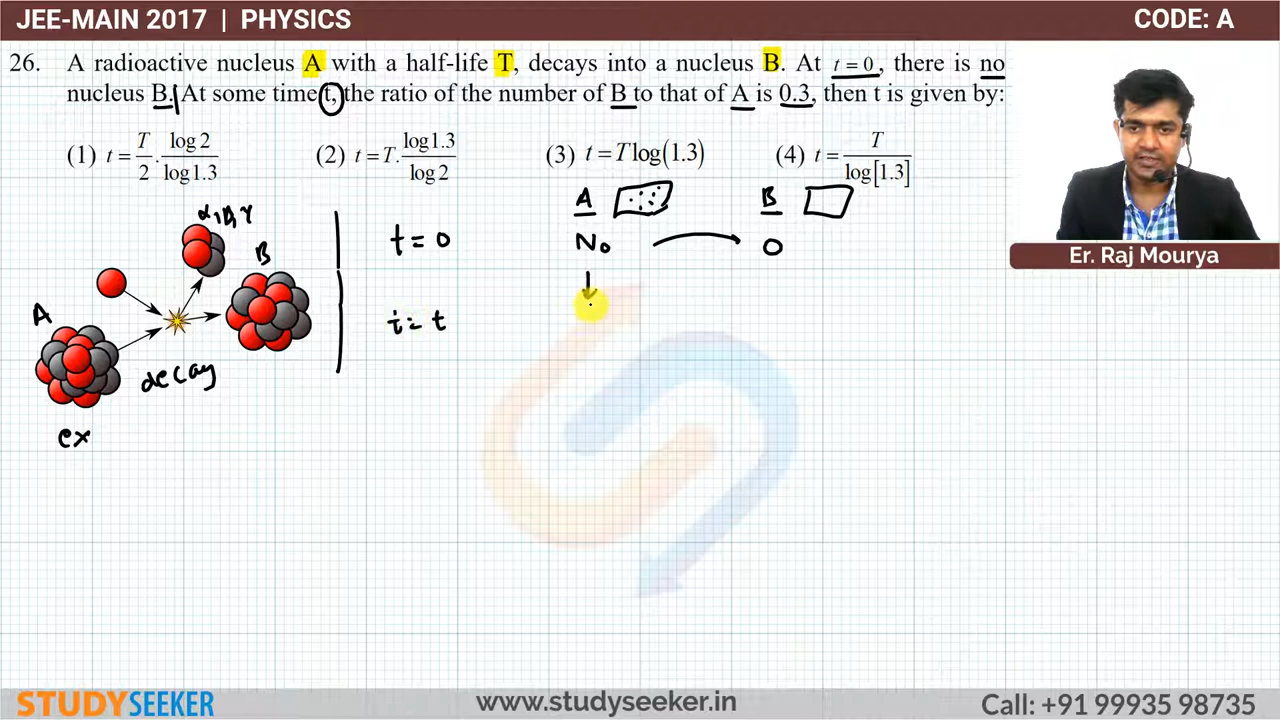 JEE-MAIN 2017 | PHYSICS
CODE: A
26. A radioactive nucleus A with a half-life T, decays into a nucleus B. At t = 0, there is no
nucleus B. At some time t, the ratio of the number of B to that of A is 0.3, then t is given by:
(1) t = T/2 . log 2/log 1.3
(2) t = T. log 1.3/log 2
(3) t = T log (1.3)
(4) t = T/log [1.3]
A B
α, β, γ
t = 0 N₀ 0
B
Er. Raj Mourya
A
t = t
decay
ex
STUDYSEEKER
www.studyseeker.in
Call: +91 99935 98735